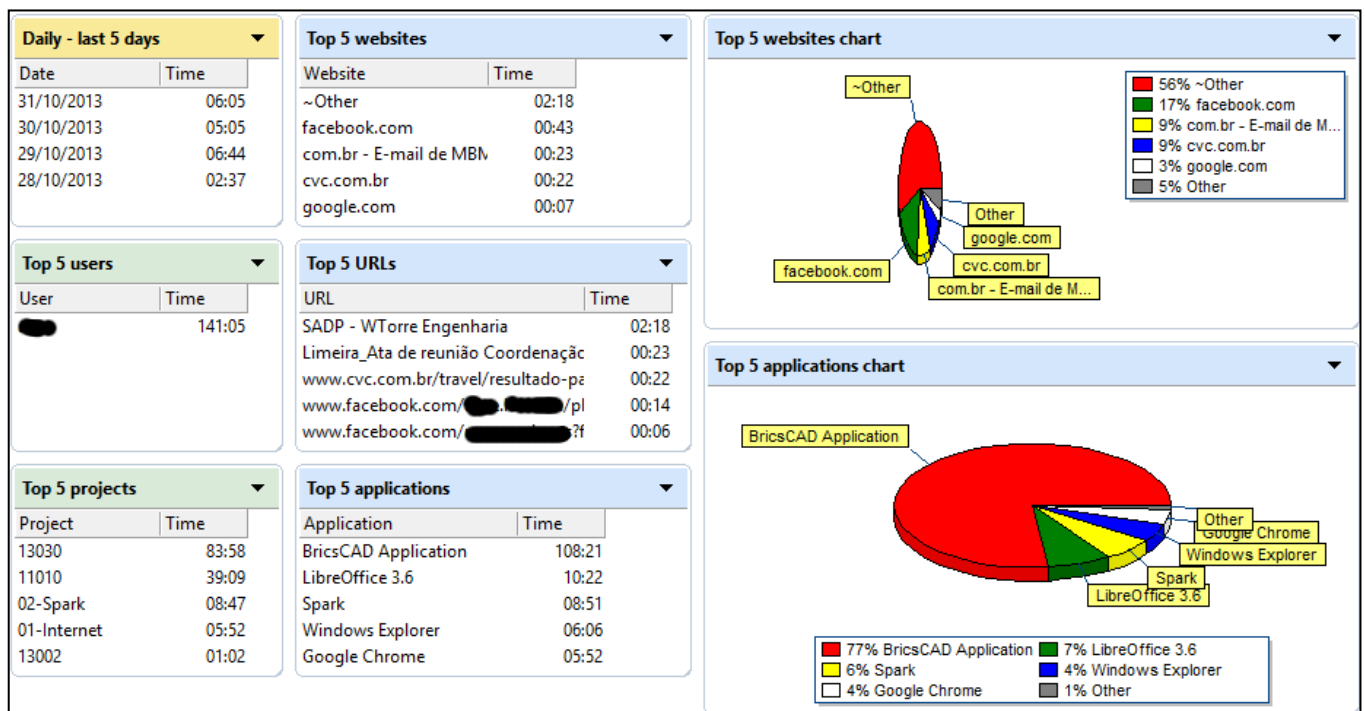 Daily - last 5 days
Date Time
31/10/2013 06:05
30/10/2013 05:05
29/10/2013 06:44
28/10/2013 02:37
Top 5 users
User Time
141:05
Top 5 projects
Project Time
13030 83:58
11010 39:09
02-Spark 08:47
01-Internet 05:52
13002 01:02
Top 5 websites
Website Time
~Other 02:18
facebook.com 00:43
com.br - E-mail de MBM 00:23
cvc.com.br 00:22
google.com 00:07
Top 5 URLs
URL Time
SADP - WTorre Engenharia 02:18
Limeira_Ata de reunião Coordenação 00:23
www.cvc.com.br/travel/resultado-pa 00:22
www.facebook.com/ /pl 00:14
www.facebook.com/ ?f 00:06
Top 5 applications
Application Time
BricsCAD Application 108:21
LibreOffice 3.6 10:22
Spark 08:51
Windows Explorer 06:06
Google Chrome 05:52
Top 5 websites chart
~Other
56% ~Other
17% facebook.com
9% com.br - E-mail de M...
9% cvc.com.br
3% google.com
5% Other
Other
google.com
cvc.com.br
facebook.com
com.br - E-mail de M...
Top 5 applications chart
BricsCAD Application
Other
Google Chrome
Windows Explorer
Spark
LibreOffice 3.6
77% BricsCAD Application 7% LibreOffice 3.6
6% Spark 4% Windows Explorer
4% Google Chrome 1% Other